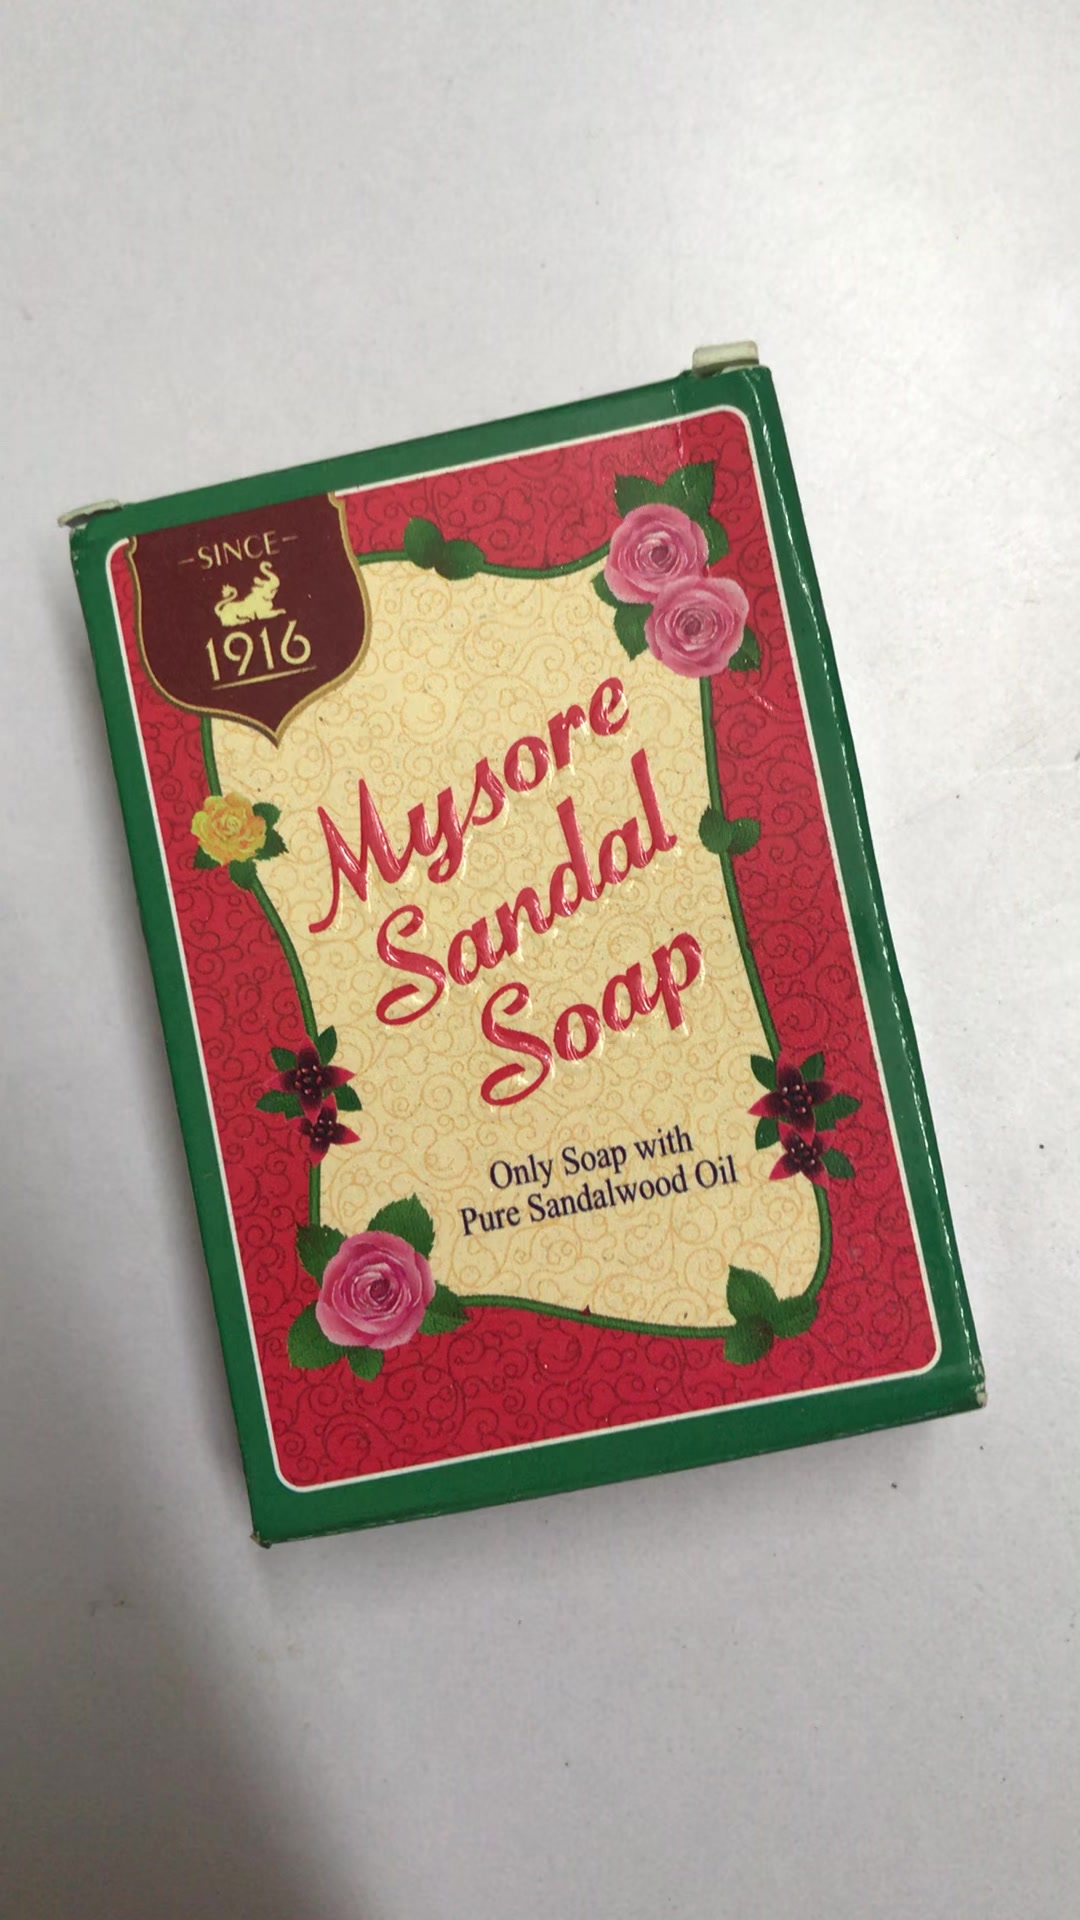 -SINCE-
1916
Mysore
Sandal
Soap
Only Soap with
Pure Sandalwood Oil